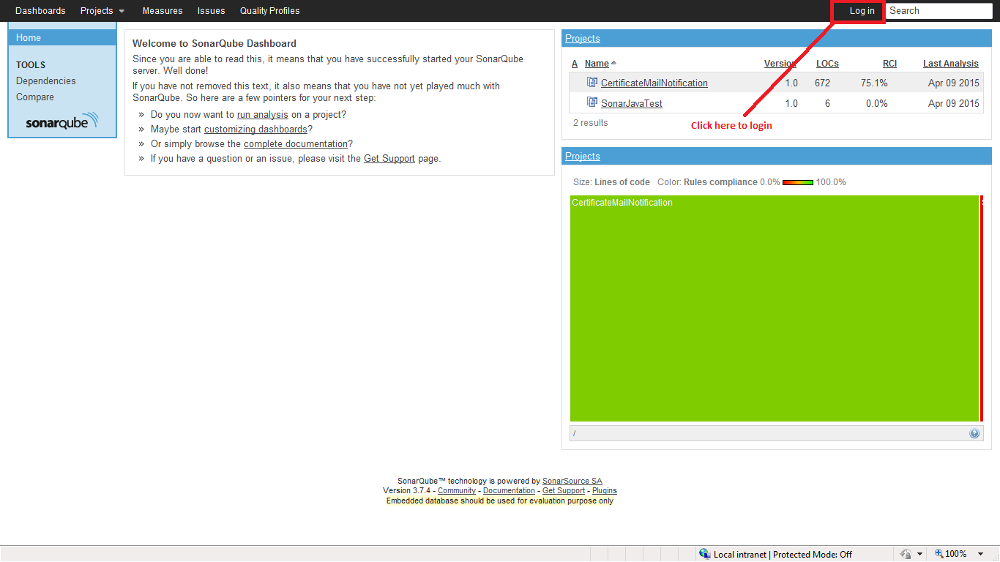 Dashboards Projects Measures Issues Quality Profiles Log in Search
Home
TOOLS
Dependencies
Compare
sonarqube
Welcome to SonarQube Dashboard
Since you are able to read this, it means that you have successfully started your SonarQube
server. Well done!
If you have not removed this text, it also means that you have not yet played much with
SonarQube. So here are a few pointers for your next step:
» Do you now want to run analysis on a project?
» Maybe start customizing dashboards?
» Or simply browse the complete documentation?
» If you have a question or an issue, please visit the Get Support page.
Projects
A Name Version LOCs RCI Last Analysis
CertificateMailNotification 1.0 672 75.1% Apr 09 2015
SonarJavaTest 1.0 6 0.0% Apr 09 2015
2 results
Click here to login
Projects
Size: Lines of code Color: Rules compliance 0.0% 100.0%
CertificateMailNotification
/
SonarQube™ technology is powered by SonarSource SA
Version 3.7.4 - Community - Documentation - Get Support - Plugins
Embedded database should be used for evaluation purpose only
Local intranet | Protected Mode: Off 100%